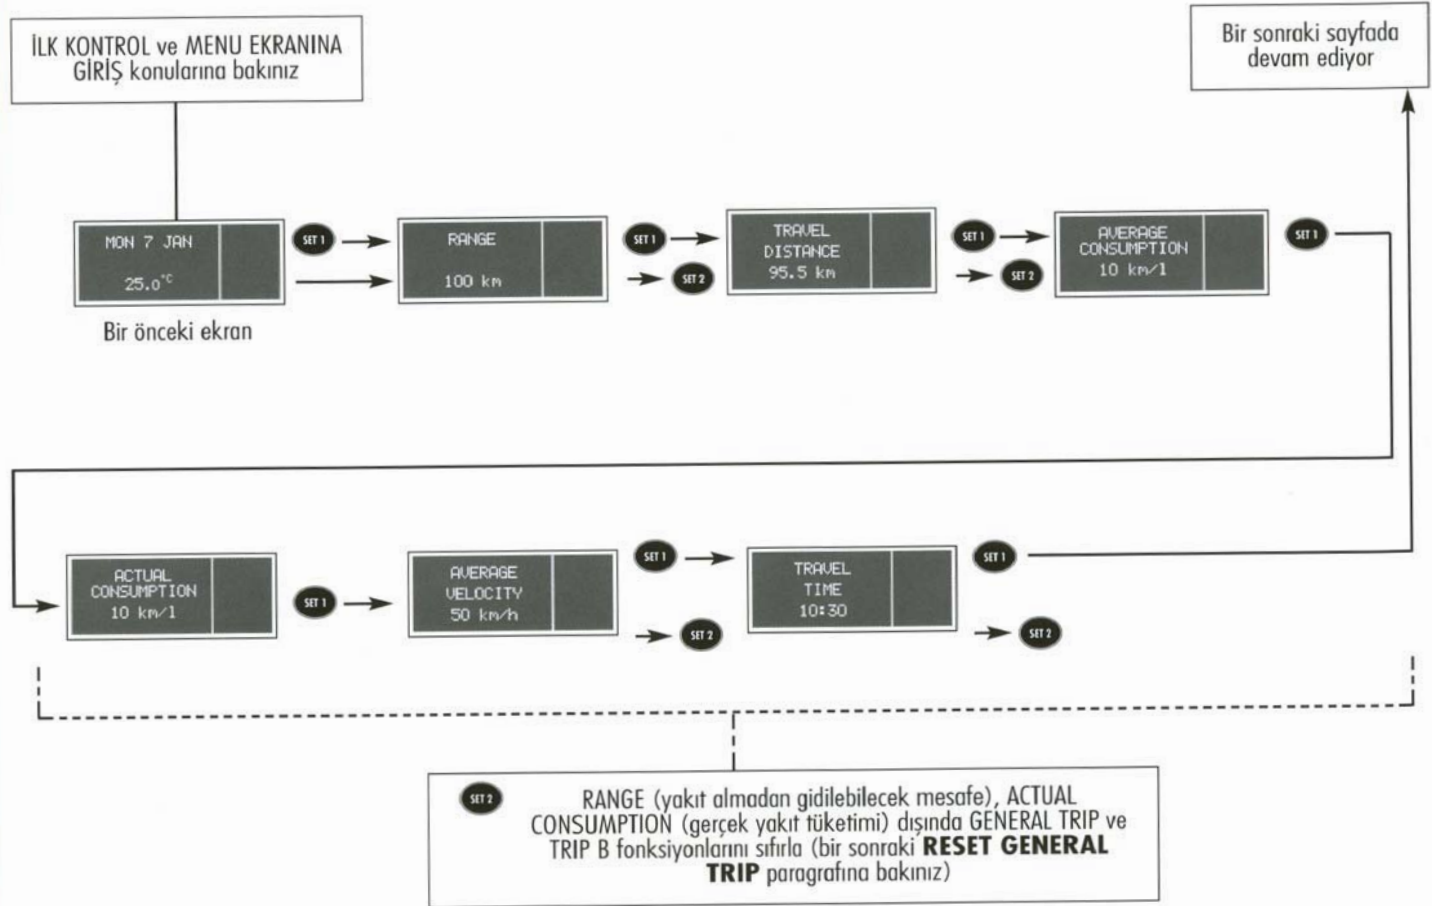 İLK KONTROL ve MENU EKRANINA
GİRİŞ konularına bakınız
Bir sonraki sayfada
devam ediyor
MON 7 JAN
25.0°C
SET 1
RANGE
100 km
SET 1
SET 2
TRAVEL
DISTANCE
95.5 km
SET 1
SET 2
AVERAGE
CONSUMPTION
10 km/l
SET 1
Bir önceki ekran
ACTUAL
CONSUMPTION
10 km/l
SET 1
AVERAGE
VELOCITY
50 km/h
SET 1
SET 2
TRAVEL
TIME
10:30
SET 1
SET 2
SET 2
RANGE (yakıt almadan gidilebilecek mesafe), ACTUAL
CONSUMPTION (gerçek yakıt tüketimi) dışında GENERAL TRIP ve
TRIP B fonksiyonlarını sıfırla (bir sonraki RESET GENERAL
TRIP paragrafına bakınız)